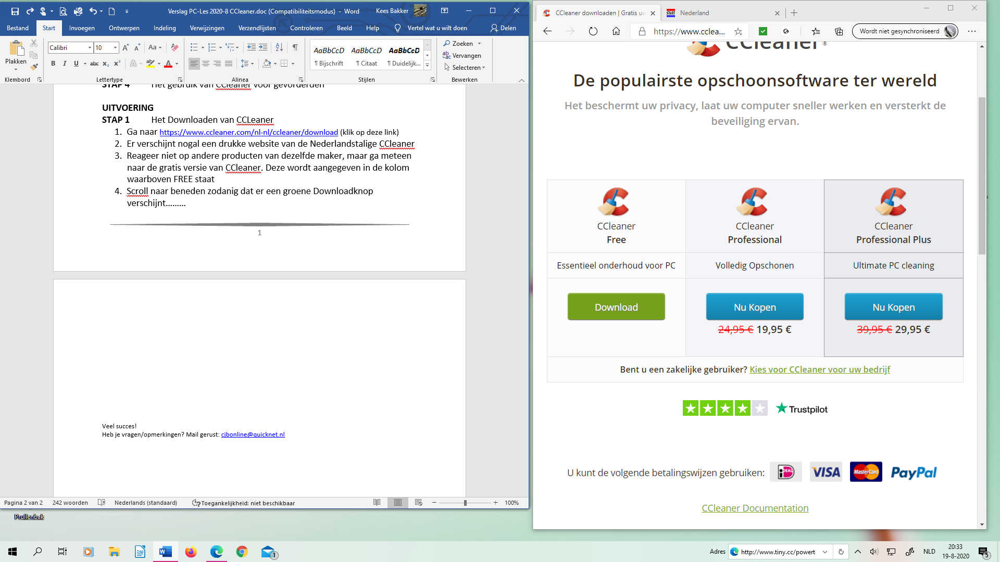 Verslag PC-Les 2020-8 CCleaner.doc (Compatibiliteitsmodus) - Word
Kees Bakker
Bestand Start Invoegen Ontwerpen Indeling Verwijzingen Verzendlijsten Controleren Beeld Help Vertel wat u wilt doen Delen
Plakken
Calibri 10
Aa
B I U abc x₂ x²
AaBbCcD AaBbCcD AaBbCcD
¶ Bijschrift ¶ Citaat ¶ Duidelijk...
Zoeken
Vervangen
Selecteren
Klembord Lettertype Alinea Stijlen Bewerken
STAP 4 Het gebruik van CCleaner voor gevorderden
UITVOERING
STAP 1 Het Downloaden van CCLeaner
1. Ga naar https://www.ccleaner.com/nl-nl/ccleaner/download (klik op deze link)
2. Er verschijnt nogal een drukke website van de Nederlandstalige CCleaner
3. Reageer niet op andere producten van dezelfde maker, maar ga meteen
naar de gratis versie van CCleaner. Deze wordt aangegeven in de kolom
waarboven FREE staat
4. Scroll naar beneden zodanig dat er een groene Downloadknop
verschijnt………
1
Veel succes!
Heb je vragen/opmerkingen? Mail gerust: cjbonline@quicknet.nl
Pagina 2 van 2 242 woorden Nederlands (standaard) Toegankelijkheid: niet beschikbaar 100%
Prullenbak
CCleaner downloaden | Gratis uw
START Nederland
https://www.cclea...
Wordt niet gesynchroniseerd
CCleaner®
De populairste opschoonsoftware ter wereld
Het beschermt uw privacy, laat uw computer sneller werken en versterkt de
beveiliging ervan.
CCleaner
Free
CCleaner
Professional
CCleaner
Professional Plus
Essentieel onderhoud voor PC
Volledig Opschonen
Ultimate PC cleaning
Download
Nu Kopen
Nu Kopen
24,95 € 19,95 €
39,95 € 29,95 €
Bent u een zakelijke gebruiker? Kies voor CCleaner voor uw bedrijf
Trustpilot
U kunt de volgende betalingswijzen gebruiken: iDEAL VISA MasterCard PayPal
CCleaner Documentation
1
Adres http://www.tiny.cc/powert
NLD
20:33
19-8-2020
5